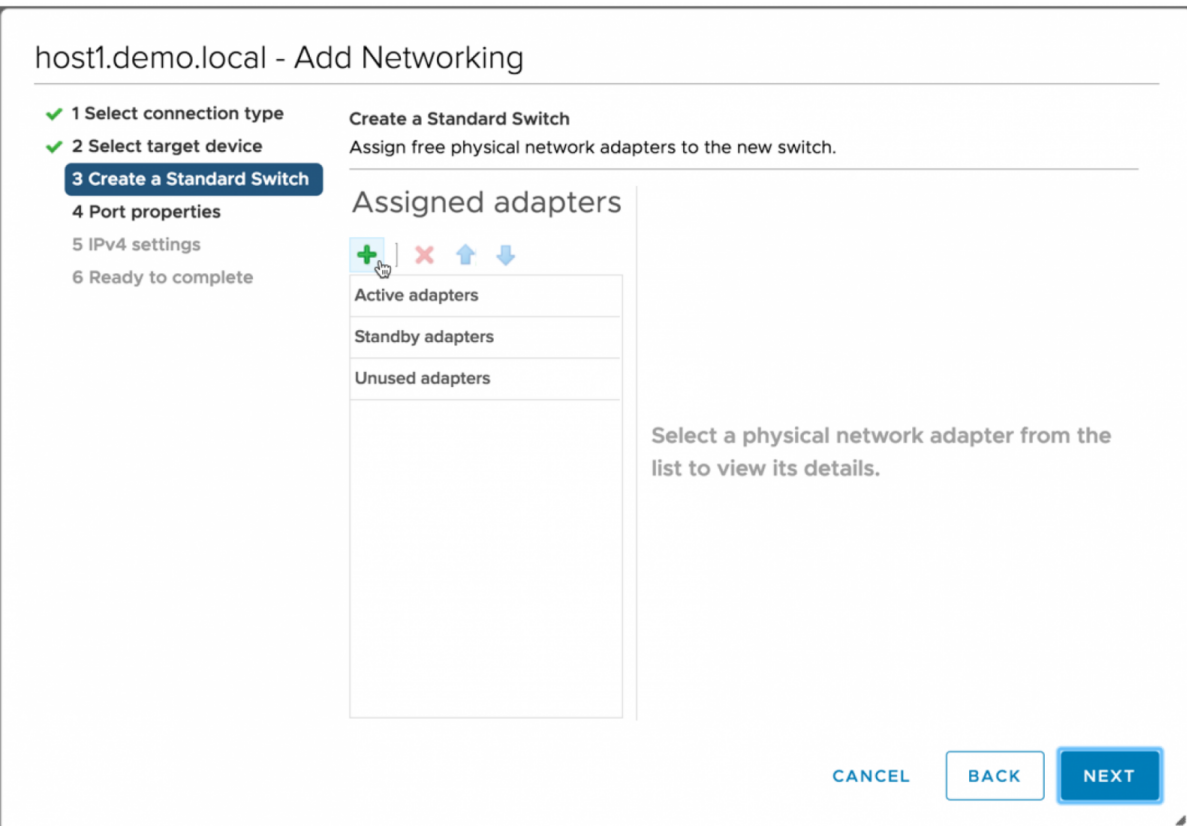 host1.demo.local - Add Networking
1 Select connection type
2 Select target device
3 Create a Standard Switch
4 Port properties
5 IPv4 settings
6 Ready to complete
Create a Standard Switch
Assign free physical network adapters to the new switch.
Assigned adapters
Active adapters
Standby adapters
Unused adapters
Select a physical network adapter from the
list to view its details.
CANCEL
BACK
NEXT